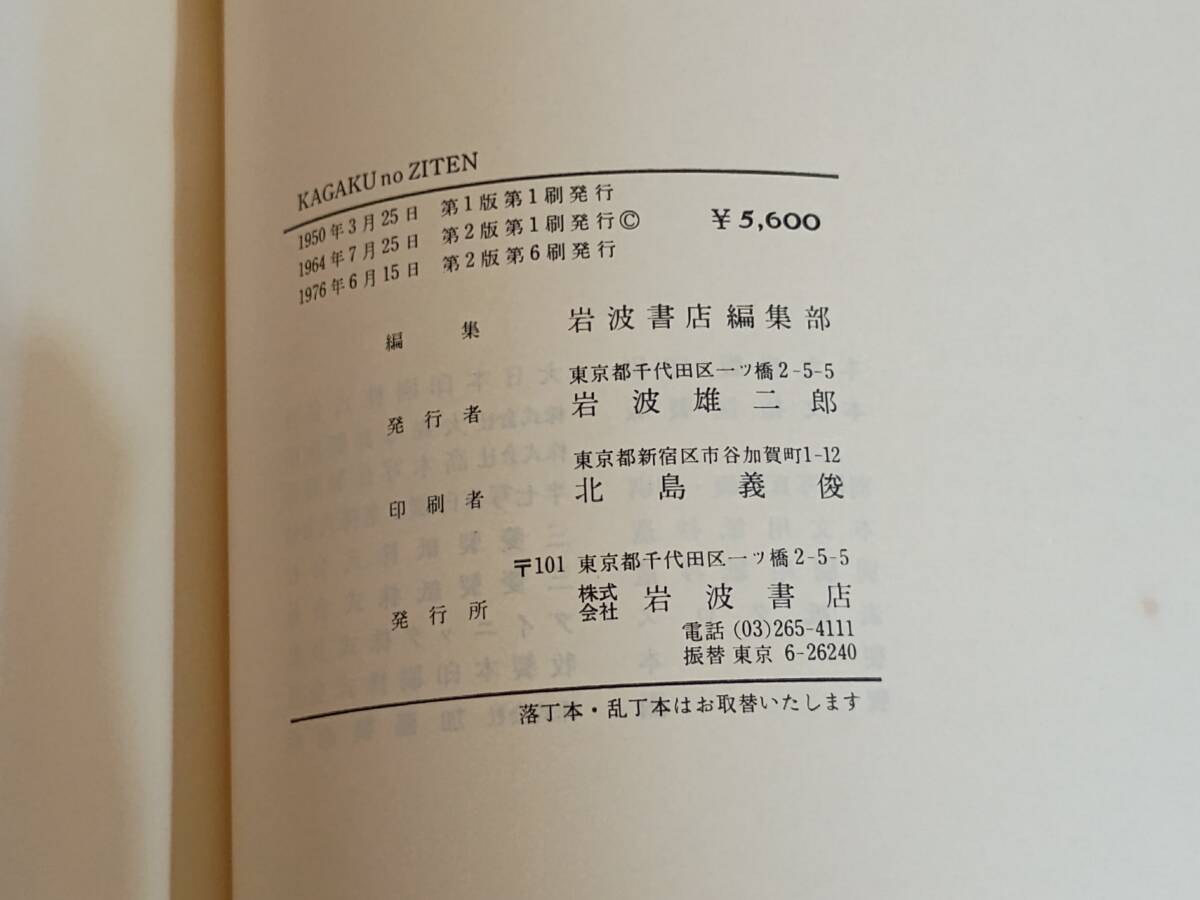 KAGAKU no ZITEN
1950年3月25日 第1版第1刷発行
1964年7月25日 第2版第1刷発行© ¥5,600
1976年6月15日 第2版第6刷発行
編集 岩波書店編集部
東京都千代田区一ッ橋2-5-5
発行者 岩波雄二郎
東京都新宿区市谷加賀町1-12
印刷者 北島義俊
〒101 東京都千代田区一ッ橋2-5-5
発行所 株式会社 岩波書店
電話 (03)265-4111
振替 東京 6-26240
落丁本・乱丁本はお取替いたします